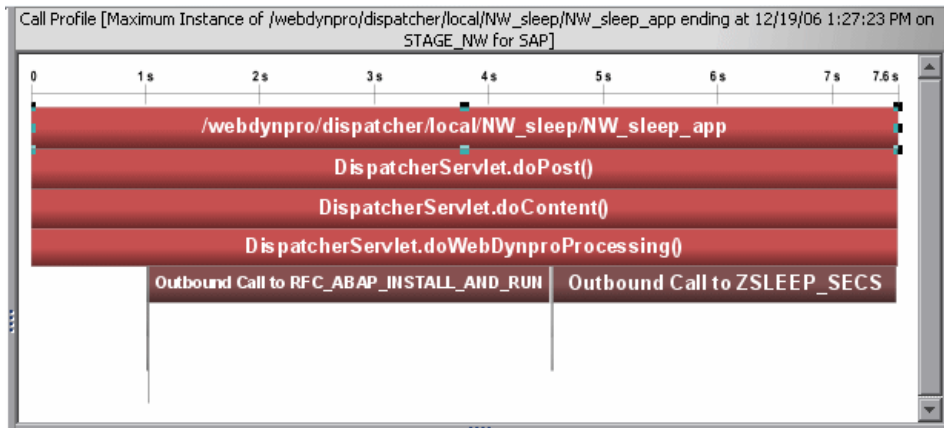 Call Profile [Maximum Instance of /webdynpro/dispatcher/local/NW_sleep/NW_sleep_app ending at 12/19/06 1:27:23 PM on
STAGE_NW for SAP]
0 1 s 2 s 3 s 4 s 5 s 6 s 7 s 7.6 s
/webdynpro/dispatcher/local/NW_sleep/NW_sleep_app
DispatcherServlet.doPost()
DispatcherServlet.doContent()
DispatcherServlet.doWebDynproProcessing()
Outbound Call to RFC_ABAP_INSTALL_AND_RUN Outbound Call to ZSLEEP_SECS